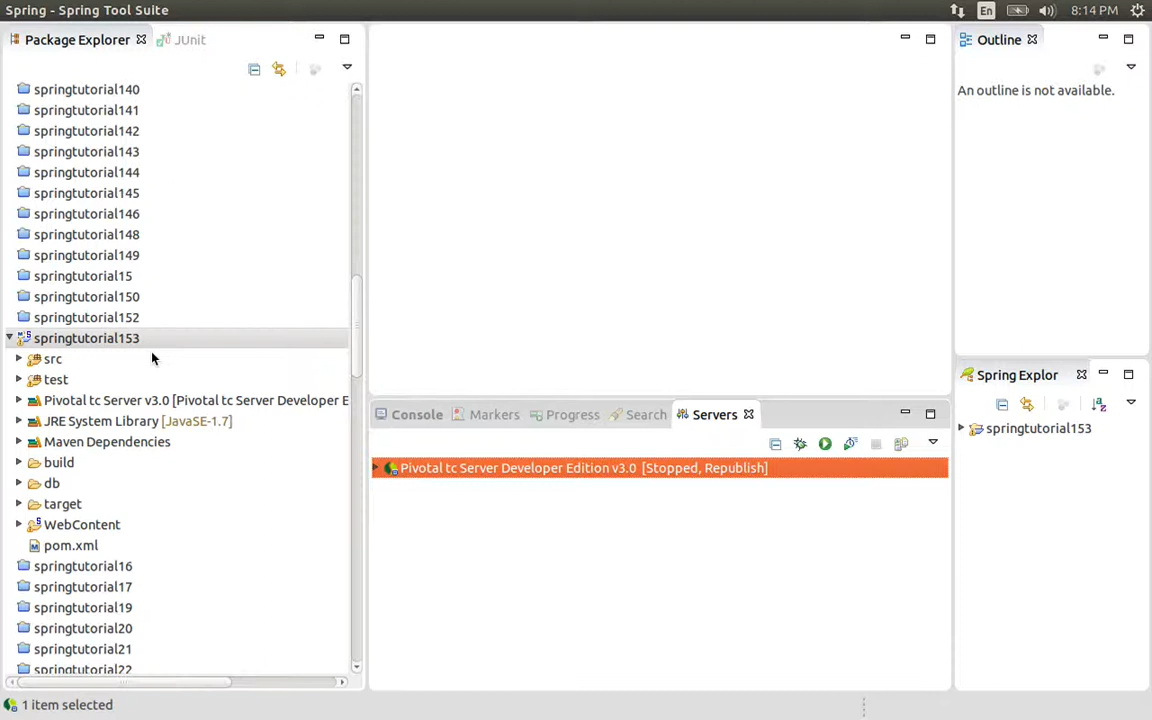 Spring - Spring Tool Suite
En
8:14 PM
Package Explorer
JUnit
springtutorial140
springtutorial141
springtutorial142
springtutorial143
springtutorial144
springtutorial145
springtutorial146
springtutorial148
springtutorial149
springtutorial15
springtutorial150
springtutorial152
springtutorial153
src
test
Pivotal tc Server v3.0 [Pivotal tc Server Developer E
JRE System Library [JavaSE-1.7]
Maven Dependencies
build
db
target
WebContent
pom.xml
springtutorial16
springtutorial17
springtutorial19
springtutorial20
springtutorial21
springtutorial22
1 item selected
Console
Markers
Progress
Search
Servers
Pivotal tc Server Developer Edition v3.0 [Stopped, Republish]
Outline
An outline is not available.
Spring Explor
springtutorial153